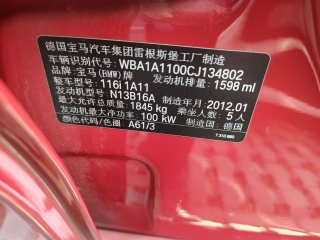 德国宝马汽车集团雷根斯堡工厂制造
车辆识别代号: WBA1A1100CJ134802
发动机排量: 1598 ml
品牌: 宝马(BMW)牌
型号: 116i 1A11
发动机型号: N13B16A 制造年月: 2012.01
最大允许总质量: 1845 kg 乘坐人数: 5 人
发动机最大净功率: 100 kW
颜色代码/色圈: A61/3 制造国: 德国